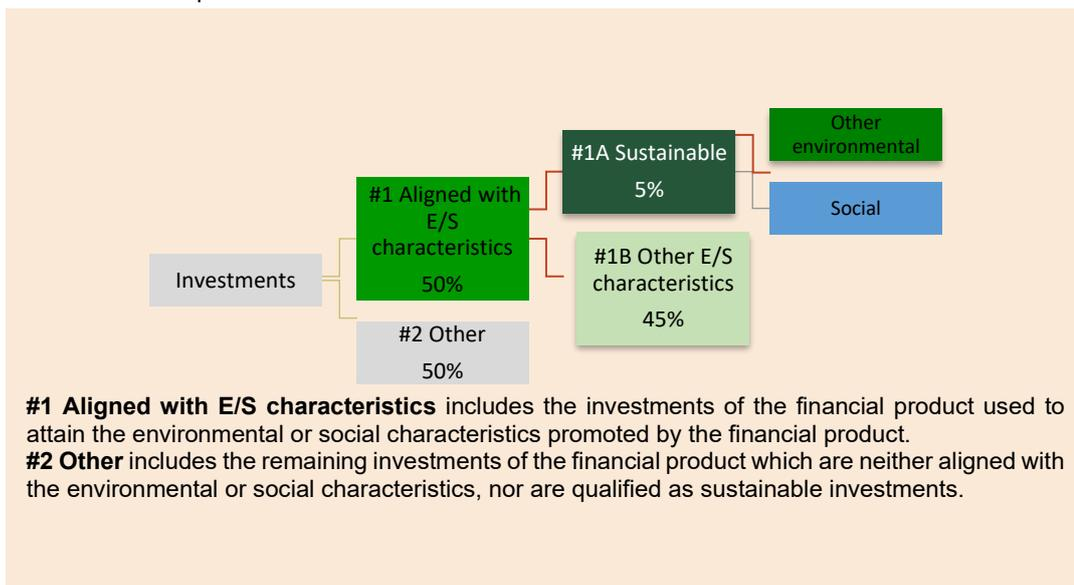 Investments
#1 Aligned with
E/S
characteristics
50%
#2 Other
50%
#1A Sustainable
5%
#1B Other E/S
characteristics
45%
Other
environmental
Social
#1 Aligned with E/S characteristics includes the investments of the financial product used to
attain the environmental or social characteristics promoted by the financial product.
#2 Other includes the remaining investments of the financial product which are neither aligned with
the environmental or social characteristics, nor are qualified as sustainable investments.